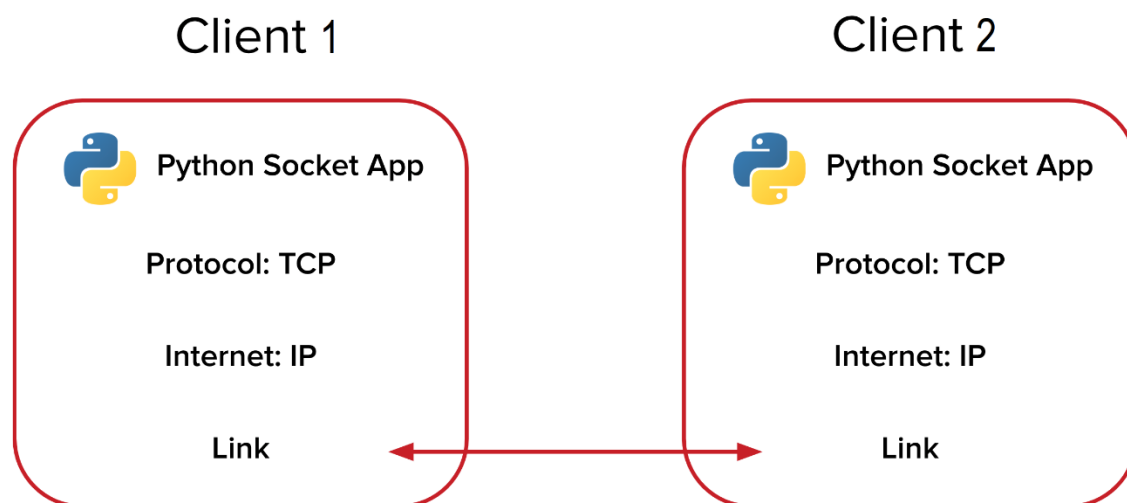 Client 1
Client 2
Python Socket App
Protocol: TCP
Internet: IP
Link
Python Socket App
Protocol: TCP
Internet: IP
Link